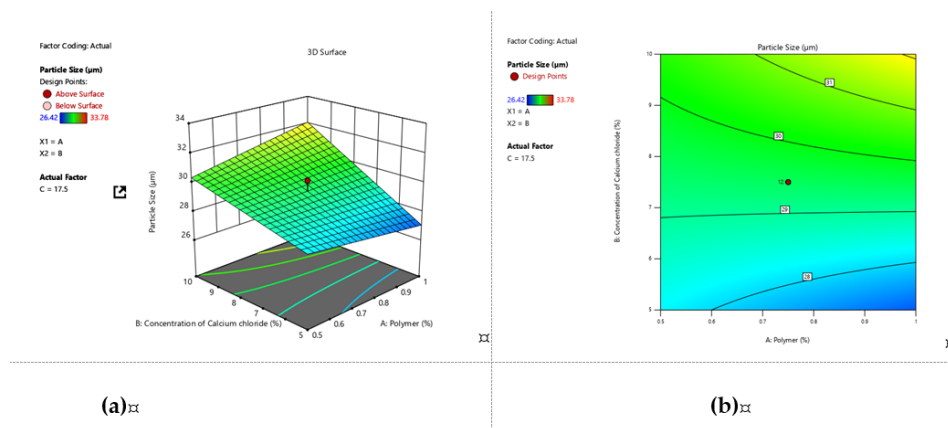 Factor Coding: Actual
3D Surface
Particle Size (µm)
Design Points:
Above Surface
Below Surface
26.42 33.78
X1 = A
X2 = B
Actual Factor
C = 17.5
Particle Size (µm)
34
32
30
28
26
10
9
8
7
5
0.5
0.6
0.7
0.8
0.9
1
B: Concentration of Calcium chloride (%)
A: Polymer (%)
¤
(a)¤
Factor Coding: Actual
Particle Size (µm)
Design Points
26.42 33.78
X1 = A
X2 = B
Actual Factor
C = 17.5
Particle Size (µm)
B: Concentration of Calcium chloride (%)
10
9
8
7
6
5
31
30
12
29
28
0.5 0.6 0.7 0.8 0.9 1
A: Polymer (%)
(b)¤